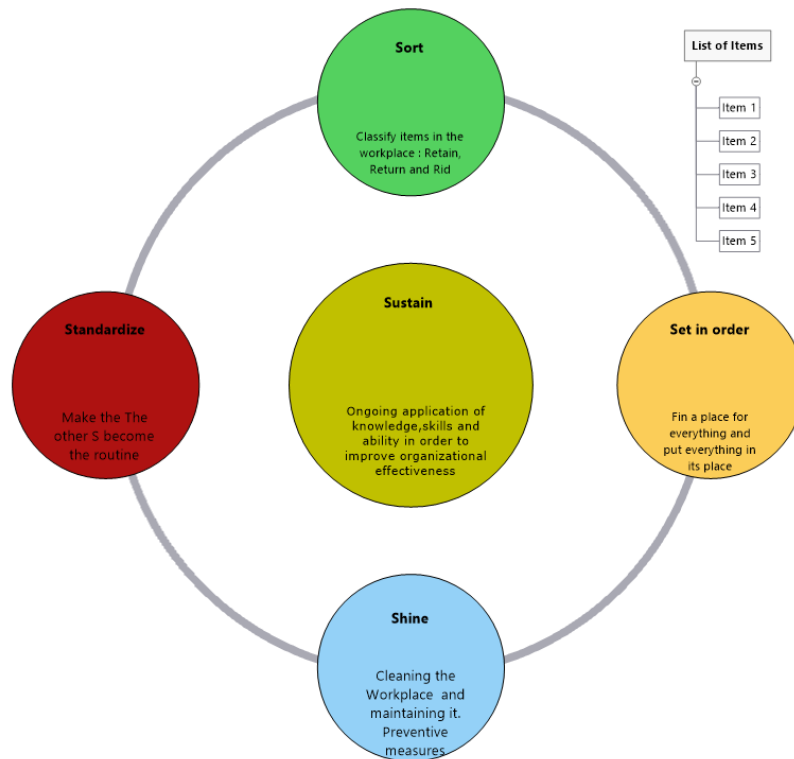 Sort
Classify items in the
workplace : Retain,
Return and Rid
List of Items
Item 1
Item 2
Item 3
Item 4
Item 5
Standardize
Make the The
other S become
the routine
Sustain
Ongoing application of
knowledge,skills and
ability in order to
improve organizational
effectiveness
Set in order
Fin a place for
everything and
put everything in
its place
Shine
Cleaning the
Workplace and
maintaining it.
Preventive
measures